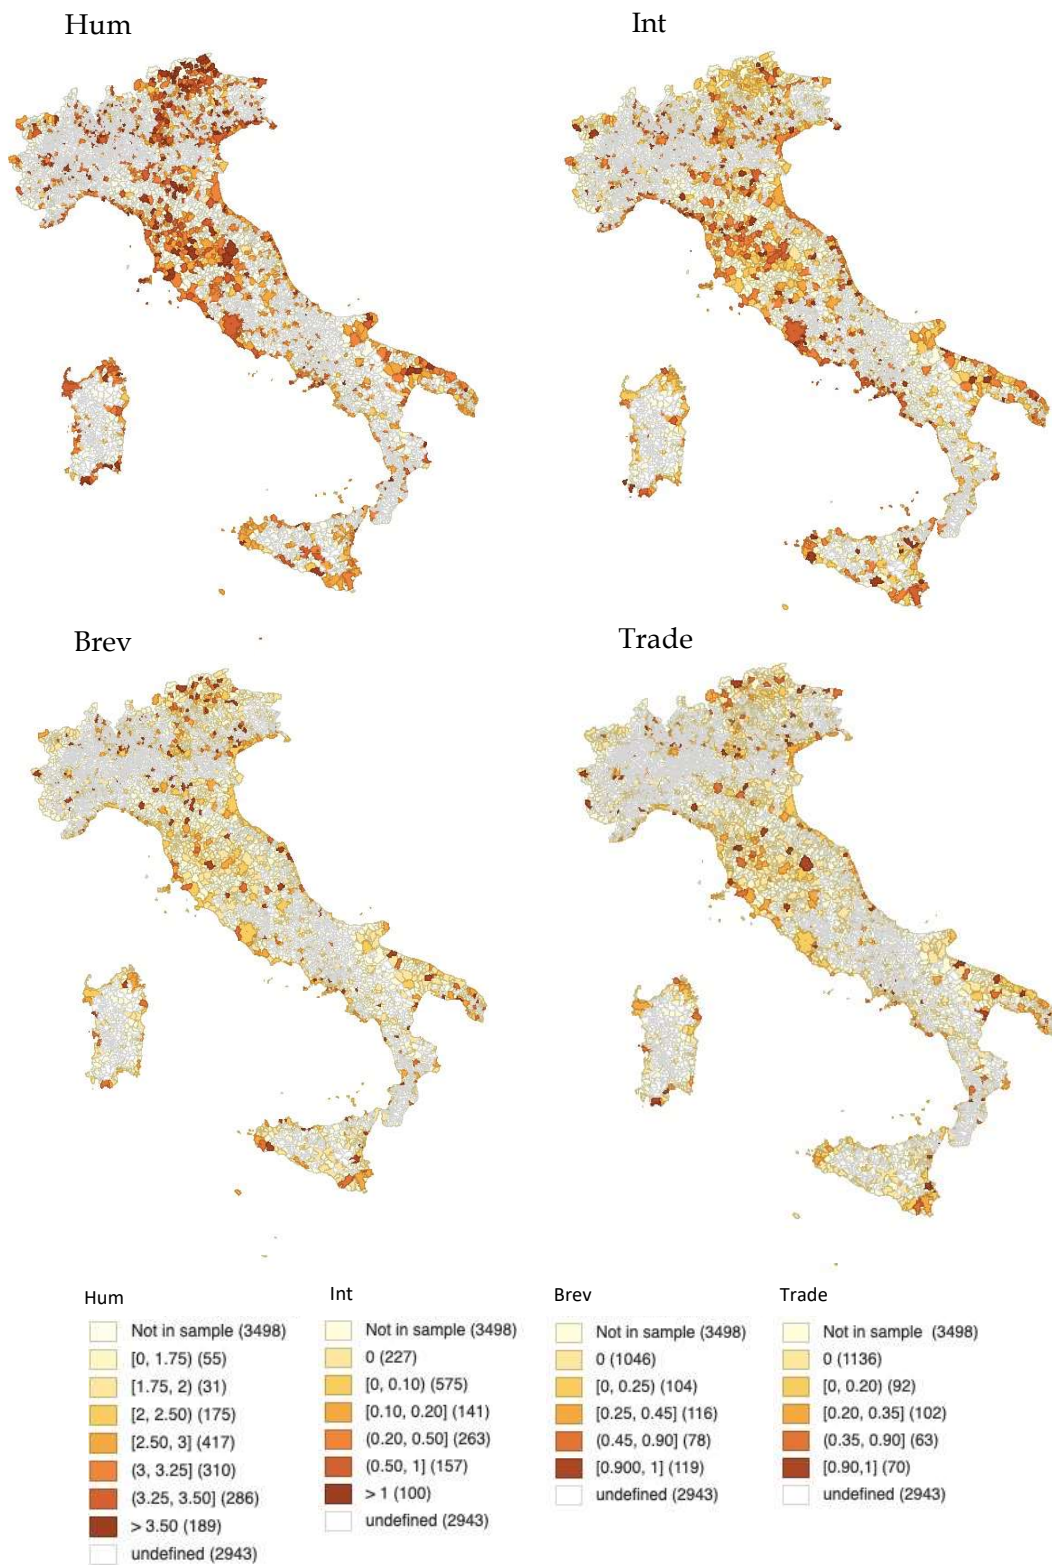 Hum
Int
Brev
Trade
Hum
Not in sample (3498)
[0, 1.75) (55)
[1.75, 2) (31)
[2, 2.50) (175)
[2.50, 3] (417)
(3, 3.25] (310)
(3.25, 3.50] (286)
> 3.50 (189)
undefined (2943)
Int
Not in sample (3498)
0 (227)
[0, 0.10) (575)
[0.10, 0.20] (141)
(0.20, 0.50] (263)
(0.50, 1] (157)
> 1 (100)
undefined (2943)
Brev
Not in sample (3498)
0 (1046)
[0, 0.25) (104)
[0.25, 0.45] (116)
(0.45, 0.90] (78)
[0.900, 1] (119)
undefined (2943)
Trade
Not in sample (3498)
0 (1136)
[0, 0.20) (92)
[0.20, 0.35] (102)
(0.35, 0.90] (63)
[0.90,1] (70)
undefined (2943)